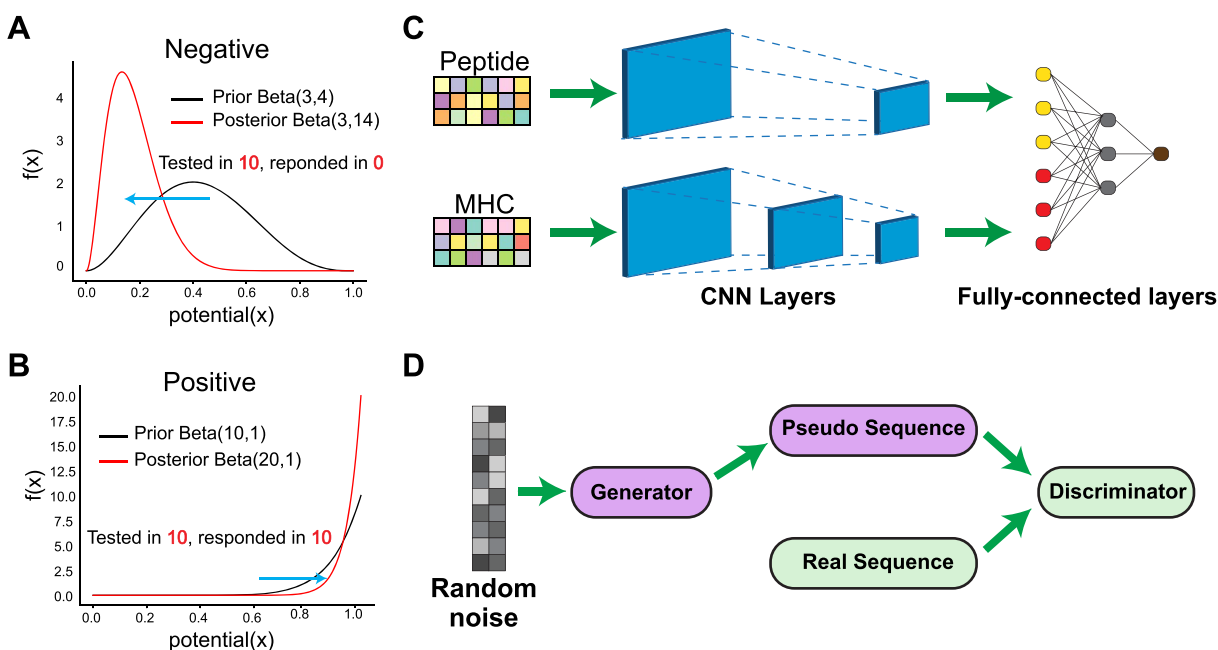 A
Negative
Prior Beta(3,4)
Posterior Beta(3,14)
Tested in 10, reponded in 0
f(x)
4
3
2
1
0
0.0 0.2 0.4 0.6 0.8 1.0
potential(x)
B
Positive
20.0
17.5
15.0
12.5
10.0
7.5
5.0
2.5
0.0
f(x)
Prior Beta(10,1)
Posterior Beta(20,1)
Tested in 10, responded in 10
0.0 0.2 0.4 0.6 0.8 1.0
potential(x)
C
Peptide
MHC
CNN Layers
Fully-connected layers
D
Random
noise
Generator
Pseudo Sequence
Real Sequence
Discriminator